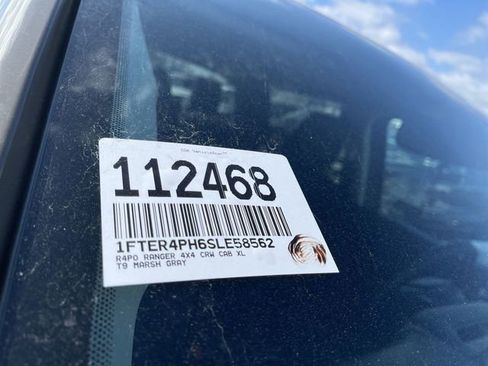 112468
1FTER4PH6SLE58562
R4P0 RANGER 4X4 CRW CAB XL
T9 MARSH GRAY